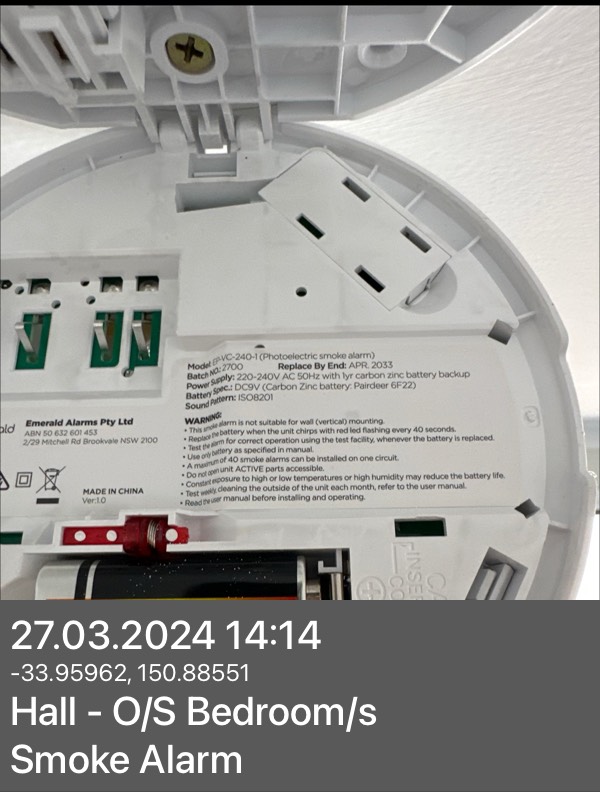 Model: EP-VC-240-1 (Photoelectric smoke alarm)
Batch NO.: 2700 Replace By End: APR. 2033
Power Supply: 220-240V AC 50Hz with 1yr carbon zinc battery backup
Battery Spec.: DC9V (Carbon Zinc battery: Pairdeer 6F22)
Sound Pattern: ISO8201
WARNING:
• This smoke alarm is not suitable for wall (vertical) mounting.
• Replace battery when the unit chirps with red led flashing every 40 seconds.
• Test the alarm for correct operation using the test facility, whenever the battery is replaced.
• Use only battery as specified in manual.
• A maximum of 40 smoke alarms can be installed on one circuit.
• Do not open unit ACTIVE parts accessible.
• Constant exposure to high or low temperatures or high humidity may reduce the battery life.
• Test weekly, cleaning the outside of the unit each month, refer to the user manual.
• Read the user manual before installing and operating.
ald
Emerald Alarms Pty Ltd
ABN 50 632 601 453
2/29 Mitchell Rd Brookvale NSW 2100
MADE IN CHINA
Ver:1.0
27.03.2024 14:14
-33.95962, 150.88551
Hall - O/S Bedroom/s
Smoke Alarm